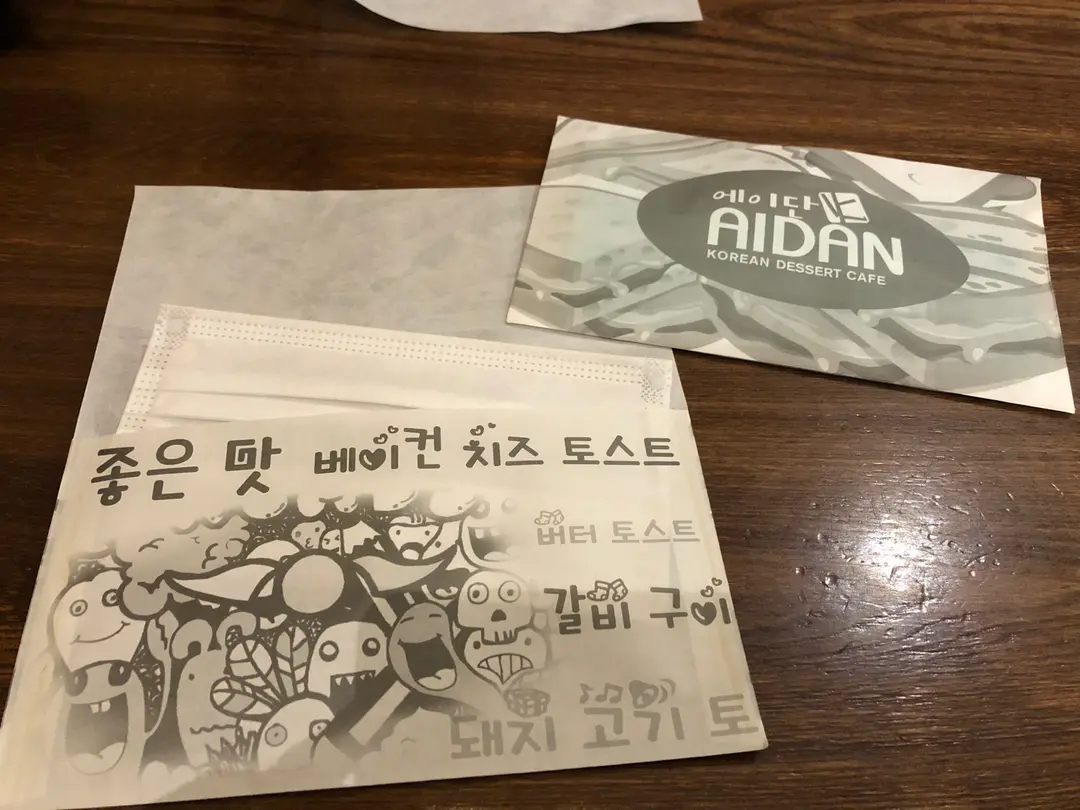 에이단
AIDAN
KOREAN DESSERT CAFE
좋은 맛 베이컨 치즈 토스트
버터 토스트
갈비 구이
돼지 고기 토